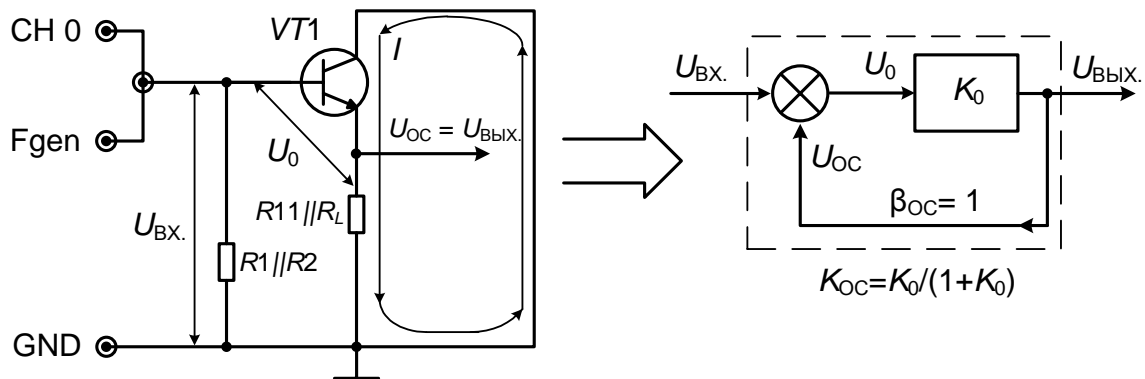 CH 0
Fgen
GND
VT1
I
U₀
Uвх.
R1||R2
R11||R_L
Uос = Uвых.
Uвх.
U₀
K₀
Uвых.
Uос
βос= 1
Kос=K₀/(1+K₀)